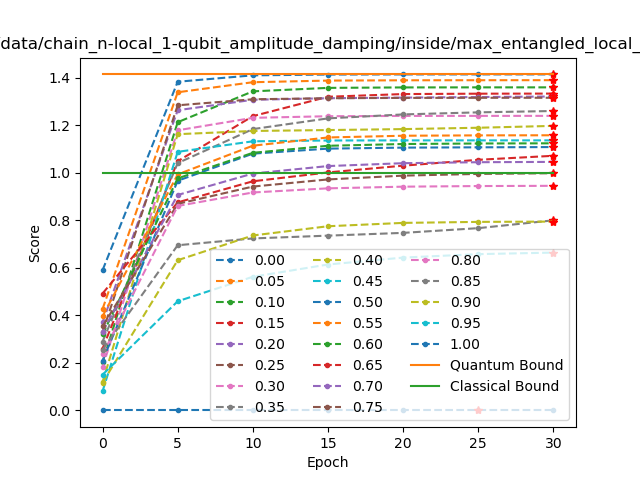 /data/chain_n-local_1-qubit_amplitude_damping/inside/max_entangled_local_
Score
1.4
1.2
1.0
0.8
0.6
0.4
0.2
0.0
0.00 0.40 0.80
0.05 0.45 0.85
0.10 0.50 0.90
0.15 0.55 0.95
0.20 0.60 1.00
0.25 0.65 Quantum Bound
0.30 0.70 Classical Bound
0.35 0.75
0 5 10 15 20 25 30
Epoch